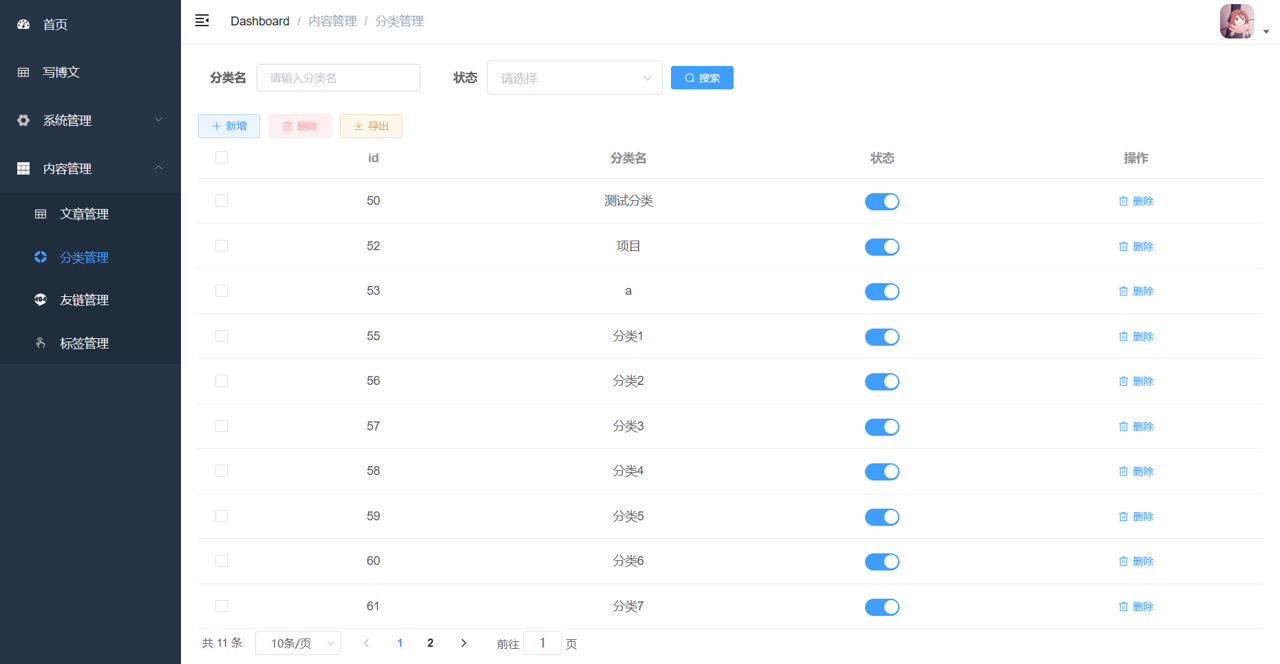 首页
写博文
系统管理
内容管理
文章管理
分类管理
友链管理
标签管理
Dashboard / 内容管理 / 分类管理
分类名 请输入分类名 状态 请选择 搜索
新增 删除 导出
id 分类名 状态 操作
50 测试分类 删除
52 项目 删除
53 a 删除
55 分类1 删除
56 分类2 删除
57 分类3 删除
58 分类4 删除
59 分类5 删除
60 分类6 删除
61 分类7 删除
共 11 条 10条/页 1 2 前往 1 页